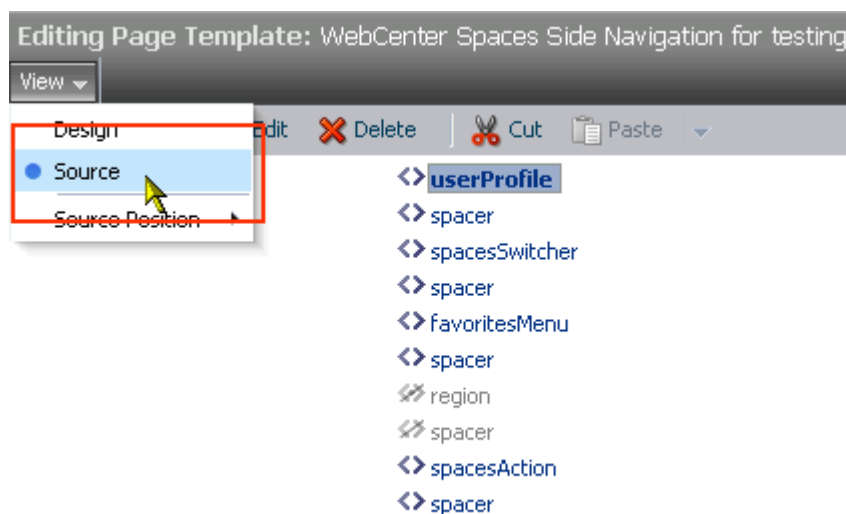 Editing Page Template: WebCenter Spaces Side Navigation for testing
View
Design
Edit Delete Cut Paste
Source
Source Position
userProfile
spacer
spacesSwitcher
spacer
favoritesMenu
spacer
region
spacer
spacesAction
spacer